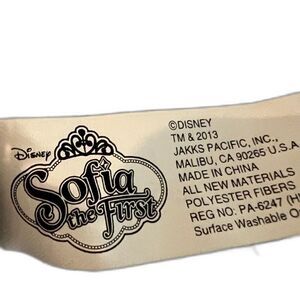 Disney
Sofia
the First
©DISNEY
TM & 2013
JAKKS PACIFIC, INC.,
MALIBU, CA 90265 U.S.A
MADE IN CHINA
ALL NEW MATERIALS
POLYESTER FIBERS
REG NO: PA-6247 (H
Surface Washable O